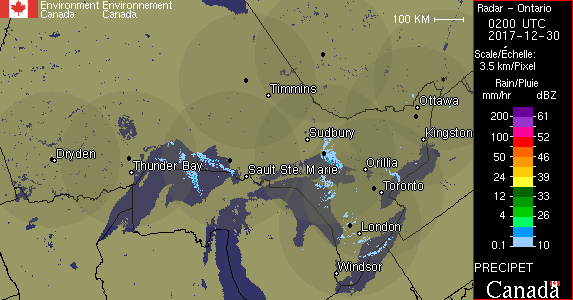 Environment Environnement
Canada Canada
100 KM
Timmins
Ottawa
Sudbury
Kingston
Dryden
Thunder Bay
Sault Ste. Marie
Orillia
Toronto
London
Windsor
Radar - Ontario
0200 UTC
2017-12-30
Scale/Échelle:
3.5 km/Pixel
Rain/Pluie
mm/hr dBZ
200 61
100 52
50 46
24 39
12 33
4 26
0.1 10
PRECIPET
Canada